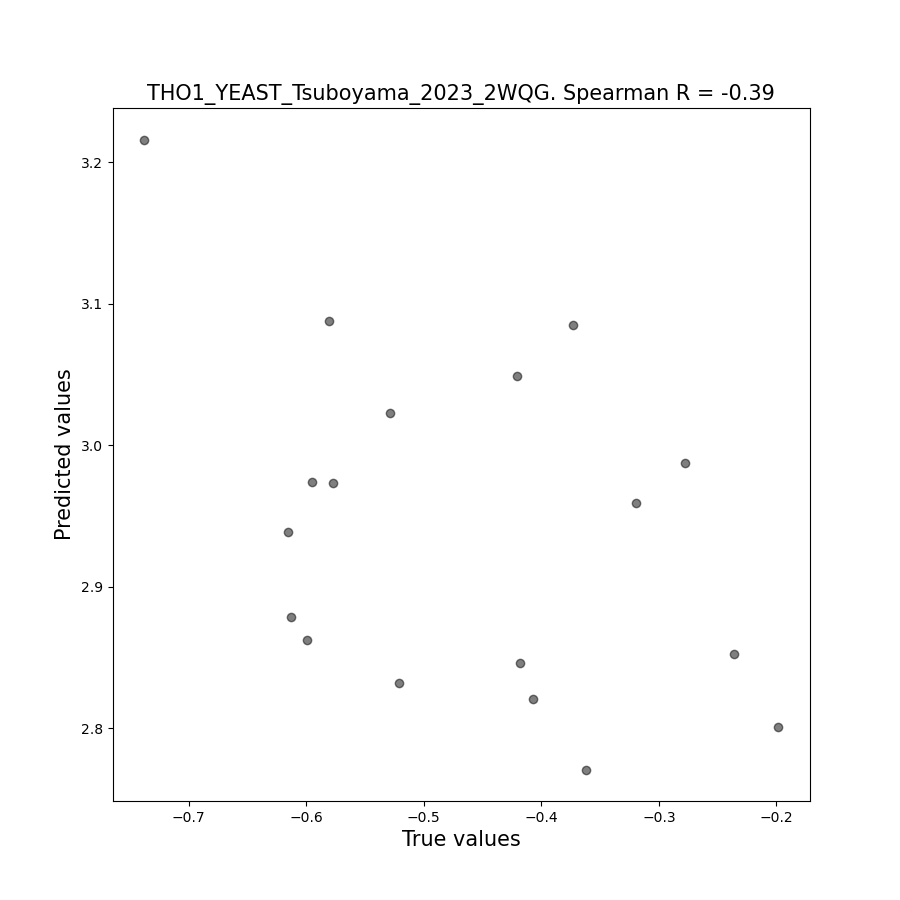 THO1_YEAST_Tsuboyama_2023_2WQG. Spearman R = -0.39
3.2
3.1
3.0
2.9
2.8
Predicted values
−0.7 −0.6 −0.5 −0.4 −0.3 −0.2
True values